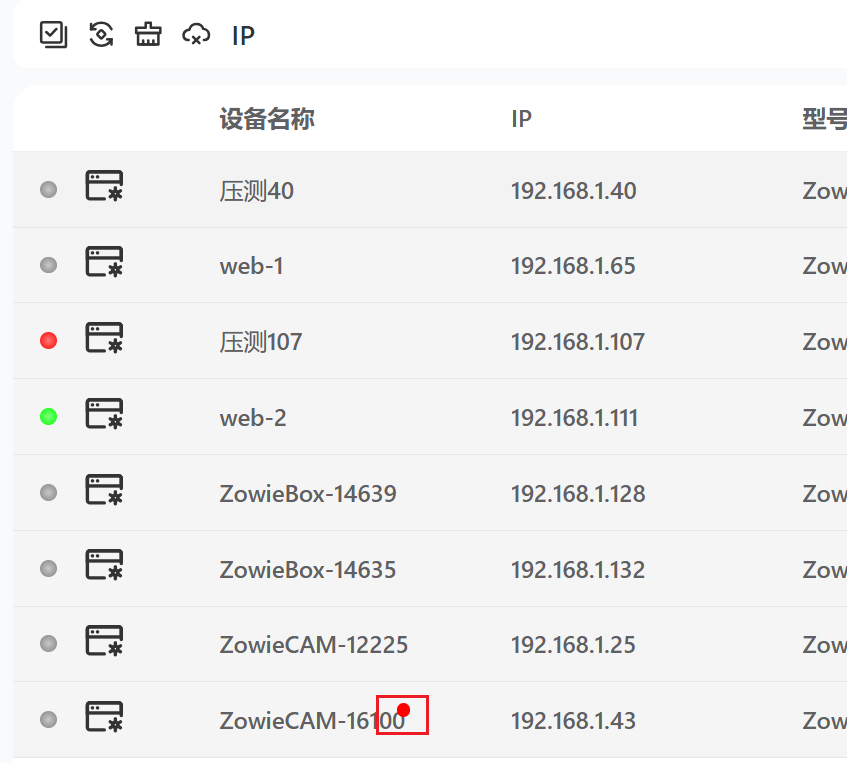 IP
设备名称 IP 型号
压测40 192.168.1.40 Zow
web-1 192.168.1.65 Zow
压测107 192.168.1.107 Zow
web-2 192.168.1.111 Zow
ZowieBox-14639 192.168.1.128 Zow
ZowieBox-14635 192.168.1.132 Zow
ZowieCAM-12225 192.168.1.25 Zow
ZowieCAM-16100 192.168.1.43 Zow